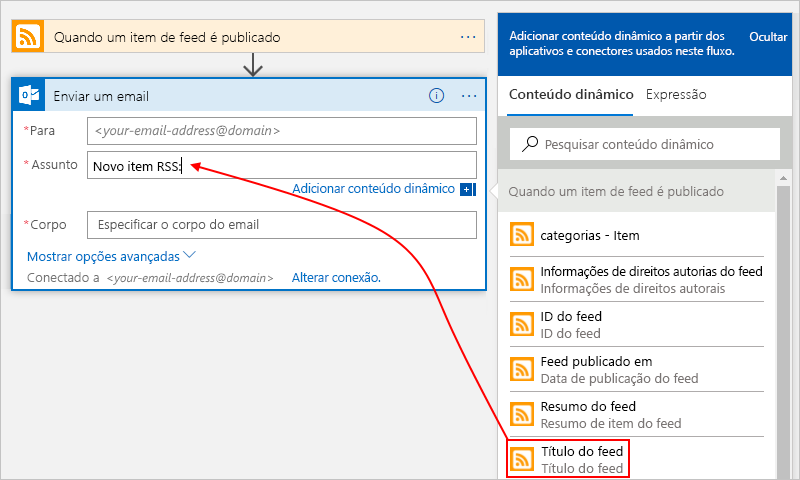 Quando um item de feed é publicado
Enviar um email
*Para
<your-email-address@domain>
*Assunto
Novo item RSS:
Adicionar conteúdo dinâmico
*Corpo
Especificar o corpo do email
Mostrar opções avançadas
Conectado a <your-email-address@domain> Alterar conexão.
Adicionar conteúdo dinâmico a partir dos
aplicativos e conectores usados neste fluxo.
Ocultar
Conteúdo dinâmico Expressão
Pesquisar conteúdo dinâmico
Quando um item de feed é publicado
categorias - Item
Informações de direitos autorias do feed
Informações de direitos autorais
ID do feed
ID do feed
Feed publicado em
Data de publicação do feed
Resumo do feed
Resumo de item do feed
Título do feed
Título do feed